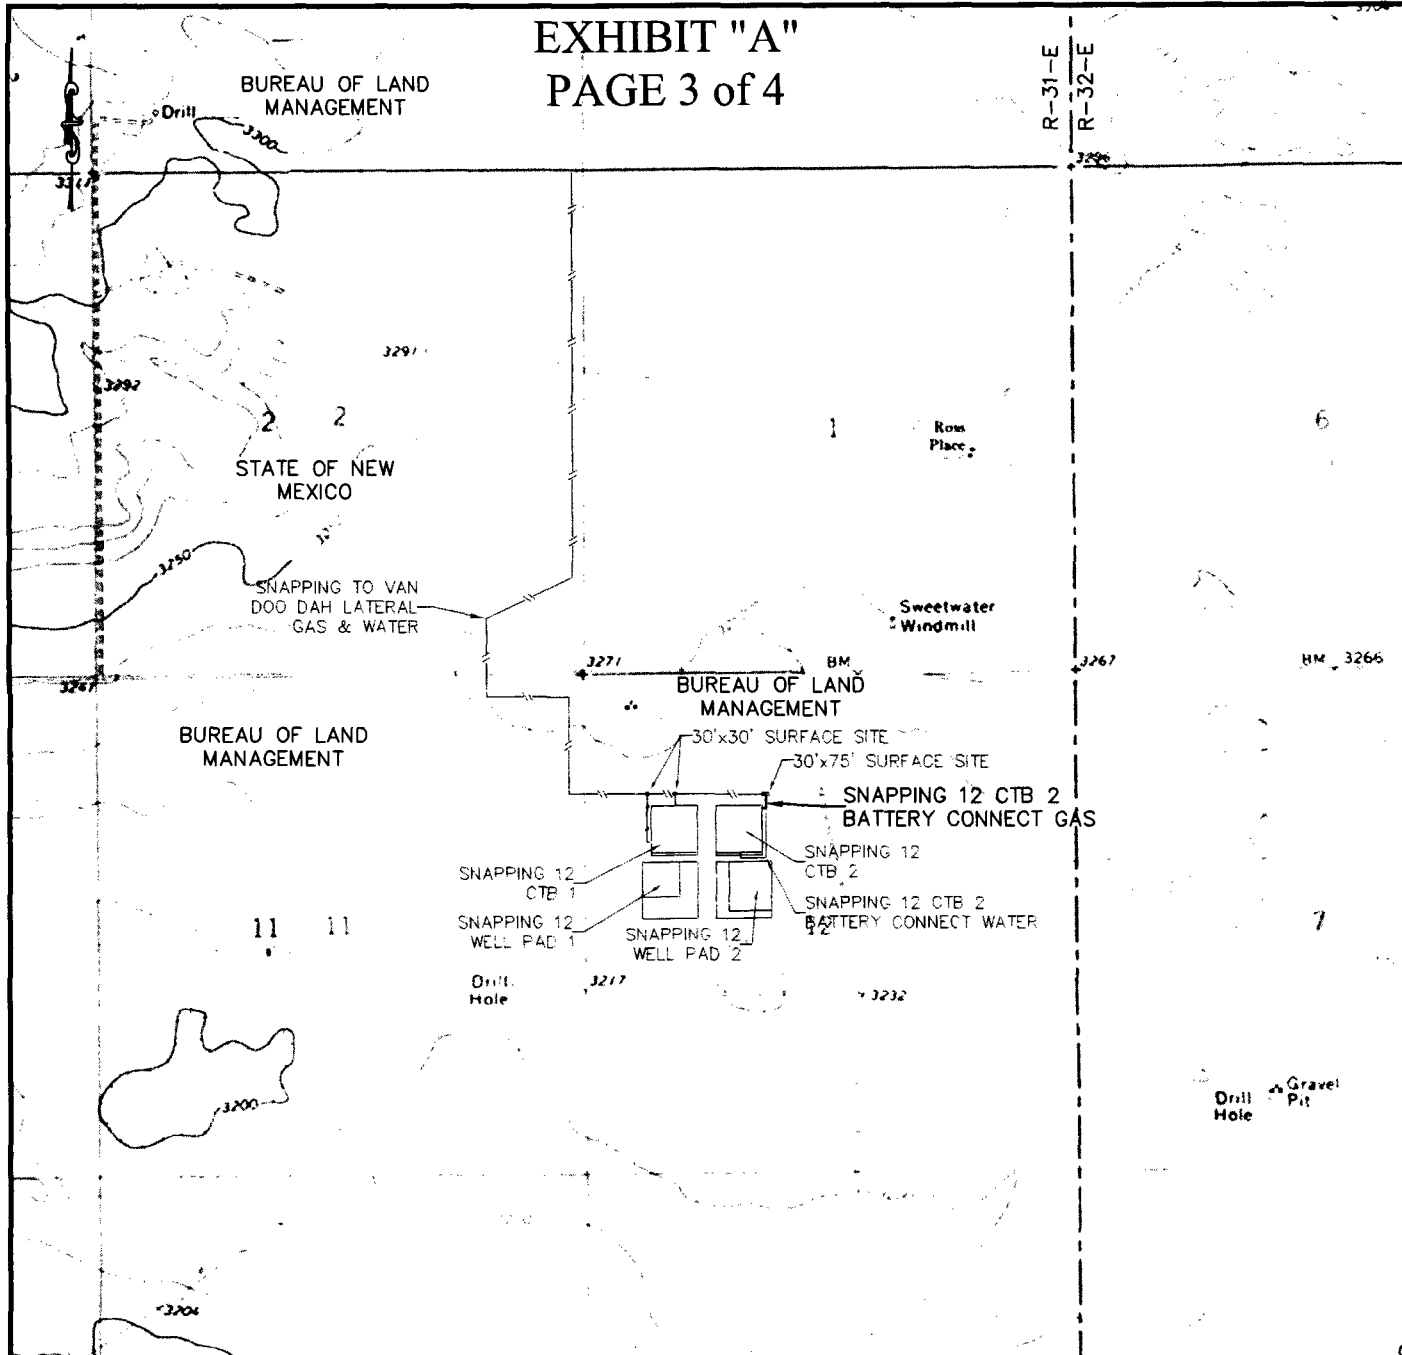 EXHIBIT "A"
PAGE 3 of 4
R-31-E
R-32-E
BUREAU OF LAND
MANAGEMENT
Drill
3300
3296
3291
3292
2 2
1
Ross
Place
6
STATE OF NEW
MEXICO
3250
SNAPPING TO VAN
DOO DAH LATERAL
GAS & WATER
Sweetwater
Windmill
3271
BM
3267
BM 3266
BUREAU OF LAND
MANAGEMENT
BUREAU OF LAND
MANAGEMENT
30'x30' SURFACE SITE
30'x75' SURFACE SITE
SNAPPING 12 CTB 2
BATTERY CONNECT GAS
SNAPPING 12
CTB 2
SNAPPING 12
CTB 1
SNAPPING 12 CTB 2
BATTERY CONNECT WATER
12
SNAPPING 12
WELL PAD 1
SNAPPING 12
WELL PAD 2
11 11
7
Drill
Hole
3217
3232
3200
Drill
Hole
Gravel
Pit
3204